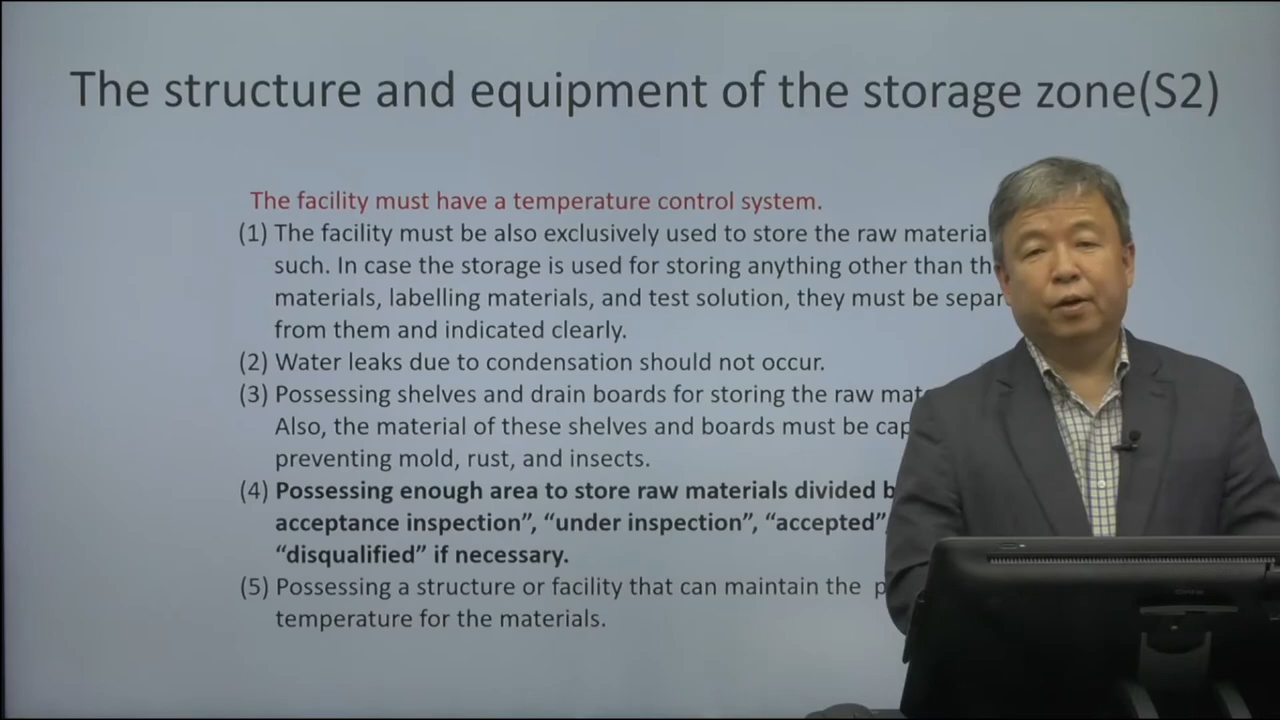 The structure and equipment of the storage zone(S2)
The facility must have a temperature control system.
(1) The facility must be also exclusively used to store the raw
such. In case the storage is used for storing anything other than
materials, labelling materials, and test solution, they must be
from them and indicated clearly.
(2) Water leaks due to condensation should not occur.
(3) Possessing shelves and drain boards for storing the raw
Also, the material of these shelves and boards must be
preventing mold, rust, and insects.
(4) Possessing enough area to store raw materials divided
acceptance inspection”, “under inspection”, “accepted”,
“disqualified” if necessary.
(5) Possessing a structure or facility that can maintain the
temperature for the materials.